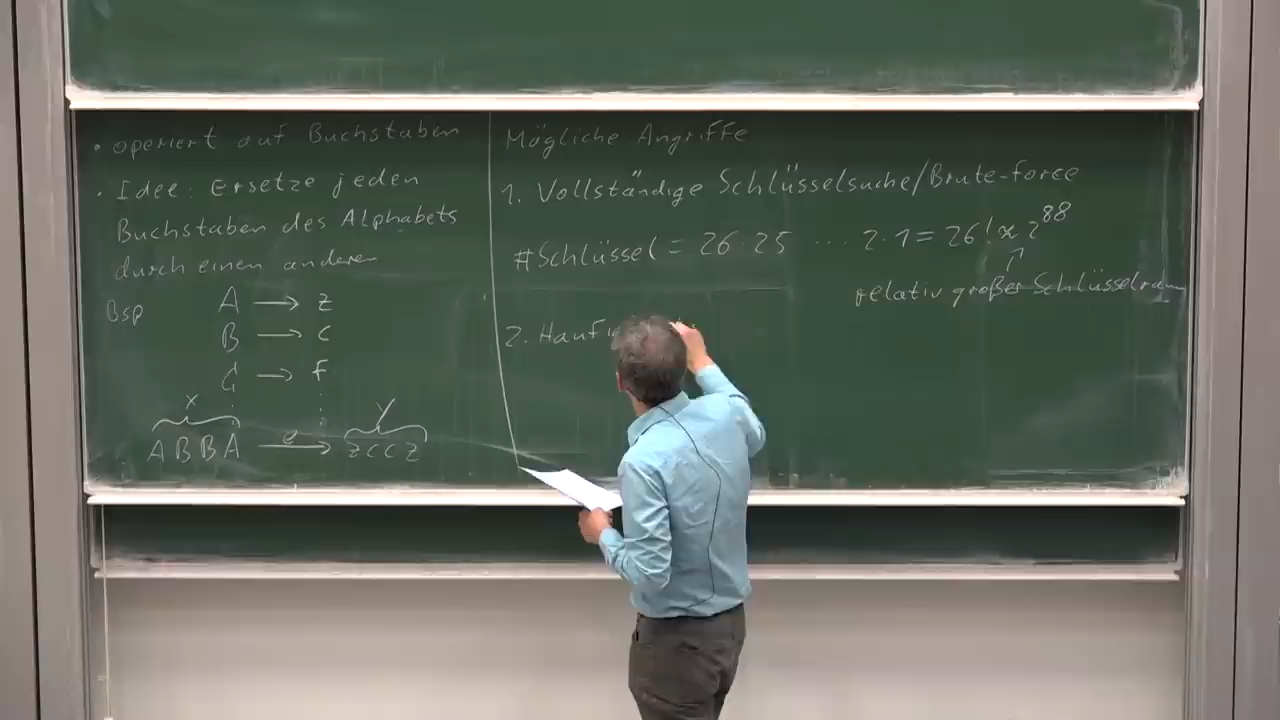 • operiert auf Buchstaben
• Idee: Ersetze jeden
Buchstaben des Alphabets
durch einen anderen
Bsp A → z
B → c
C → f
x y
A B B A e→ z c c z
Mögliche Angriffe
1. Vollständige Schlüsselsuche/Brute-force
#Schlüssel = 26·25 ... 2·1 = 26! ≈ 2^88
↑
relativ großer Schlüsselraum
2. Häufi